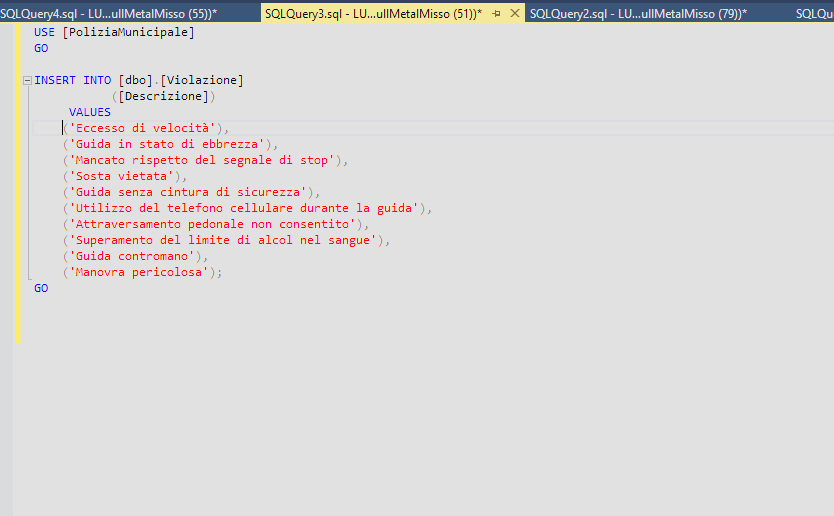 SQLQuery4.sql - LU...ullMetalMisso (55))* SQLQuery3.sql - LU...ullMetalMisso (51))* SQLQuery2.sql - LU...ullMetalMisso (79))* SQLQu
USE [PoliziaMunicipale]
GO
INSERT INTO [dbo].[Violazione]
([Descrizione])
VALUES
('Eccesso di velocità'),
('Guida in stato di ebbrezza'),
('Mancato rispetto del segnale di stop'),
('Sosta vietata'),
('Guida senza cintura di sicurezza'),
('Utilizzo del telefono cellulare durante la guida'),
('Attraversamento pedonale non consentito'),
('Superamento del limite di alcol nel sangue'),
('Guida contromano'),
('Manovra pericolosa');
GO